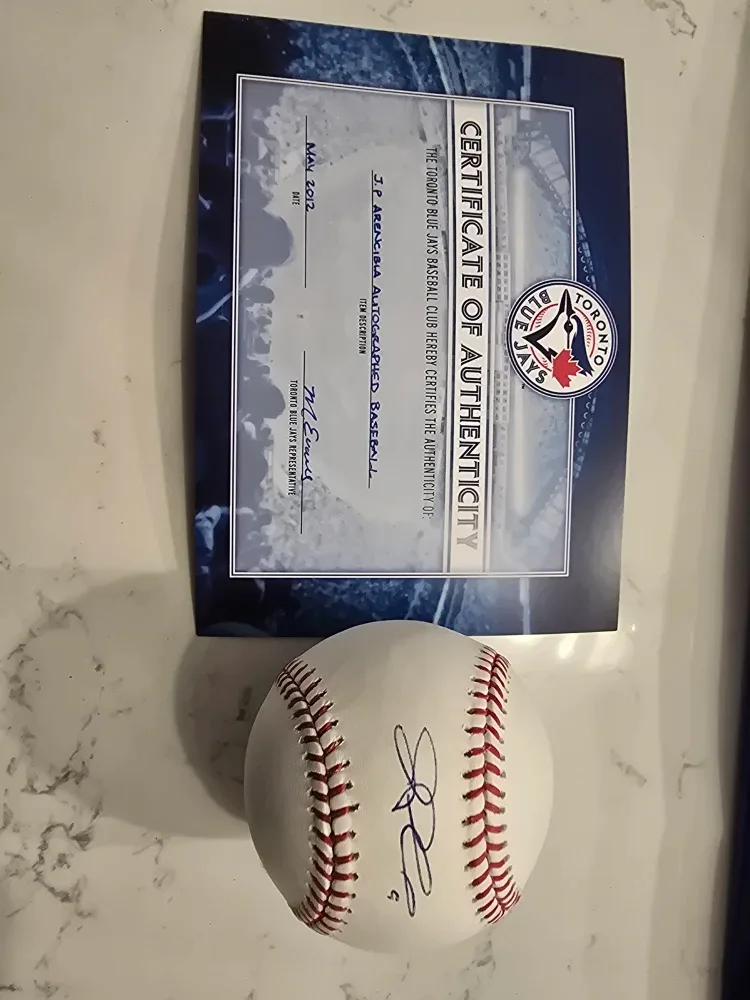 TORONTO
BLUE JAYS
CERTIFICATE OF AUTHENTICITY
THE TORONTO BLUE JAYS BASEBALL CLUB HEREBY CERTIFIES THE AUTHENTICITY OF:
J.P ARENCIBIA AUTOGRAPHED BASEBALL
ITEM DESCRIPTION
MAY 2012
DATE
TORONTO BLUE JAYS REPRESENTATIVE
9